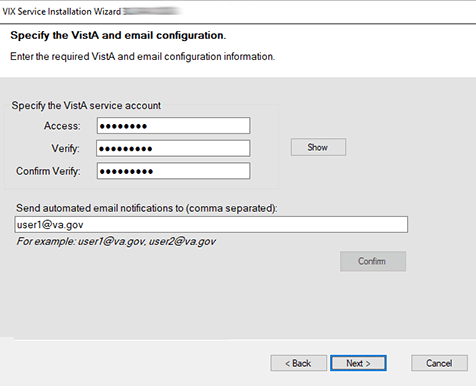 VIX Service Installation Wizard
Specify the VistA and email configuration.
Enter the required VistA and email configuration information.
Specify the VistA service account
Access: ●●●●●●●●
Verify: ●●●●●●●●● Show
Confirm Verify: ●●●●●●●●●
Send automated email notifications to (comma separated):
user1@va.gov
For example: user1@va.gov, user2@va.gov
Confirm
< Back Next > Cancel